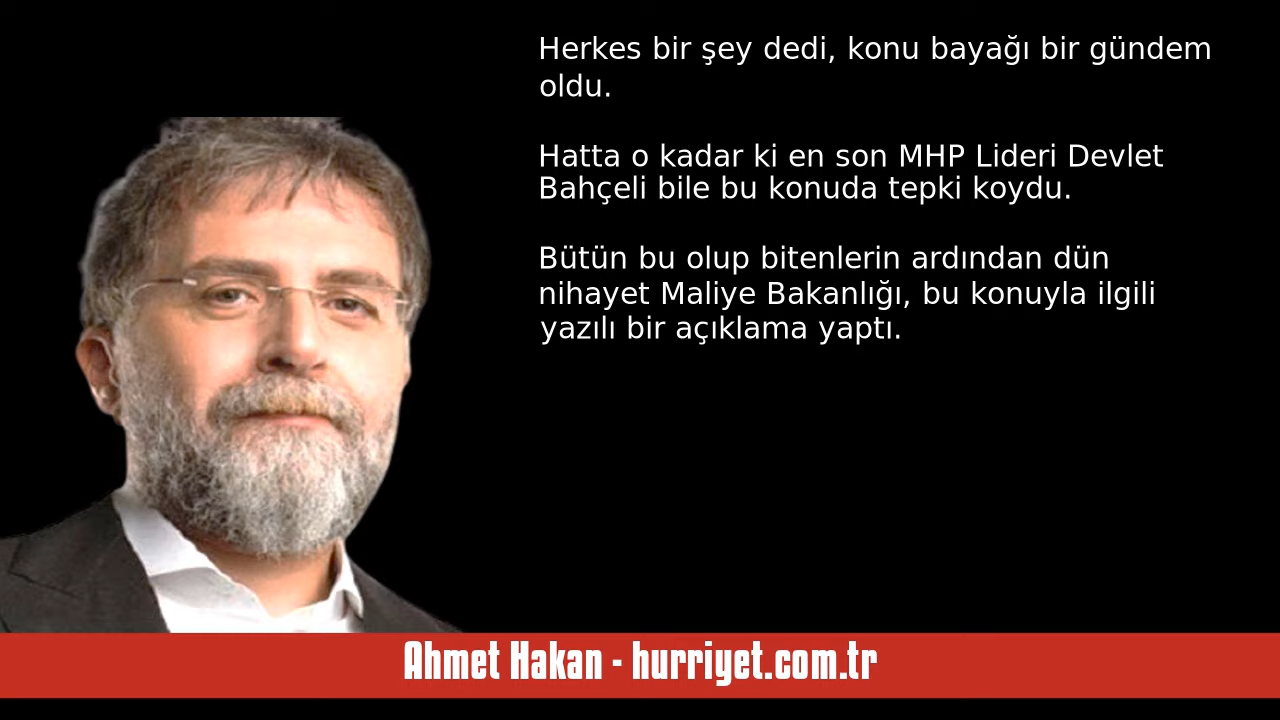 Herkes bir şey dedi, konu bayağı bir gündem
oldu.
Hatta o kadar ki en son MHP Lideri Devlet
Bahçeli bile bu konuda tepki koydu.
Bütün bu olup bitenlerin ardından dün
nihayet Maliye Bakanlığı, bu konuyla ilgili
yazılı bir açıklama yaptı.
Ahmet Hakan - hurriyet.com.tr